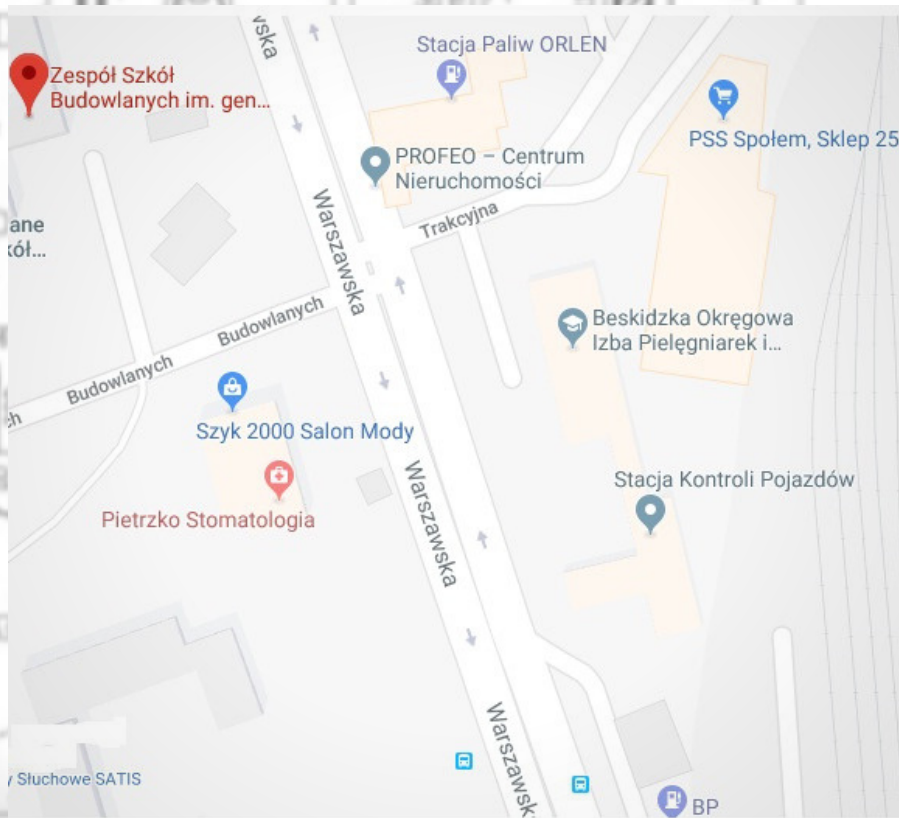 wska
Stacja Paliw ORLEN
Zespół Szkół
Budowlanych im. gen...
PSS Społem, Sklep 25
PROFEO – Centrum
Nieruchomości
Trakcyjna
Warszawska
ane
kół...
Budowlanych
Budowlanych
ch
Beskidzka Okręgowa
Izba Pielęgniarek i...
Szyk 2000 Salon Mody
Warszawska
Stacja Kontroli Pojazdów
Pietrzko Stomatologia
Warszawska
y Słuchowe SATIS
BP